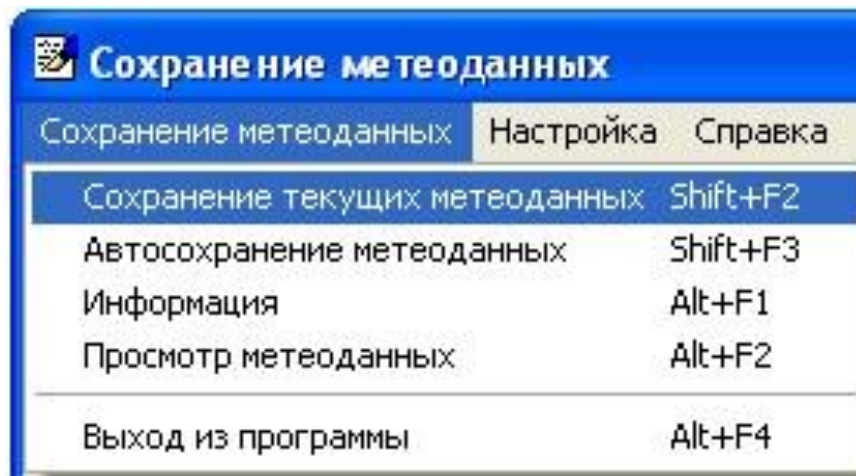 Сохранение метеоданных
Сохранение метеоданных Настройка Справка
Сохранение текущих метеоданных Shift+F2
Автосохранение метеоданных Shift+F3
Информация Alt+F1
Просмотр метеоданных Alt+F2
Выход из программы Alt+F4